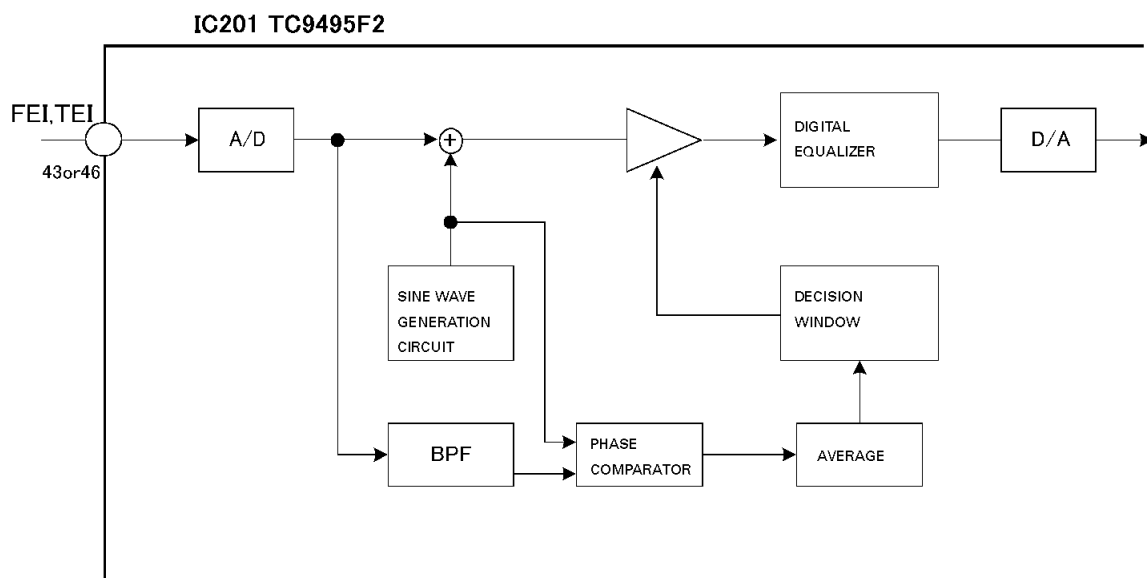 IC201 TC9495F2
FEI,TEI
43or46
A/D
+
DIGITAL
EQUALIZER
D/A
SINE WAVE
GENERATION
CIRCUIT
DECISION
WINDOW
BPF
PHASE
COMPARATOR
AVERAGE